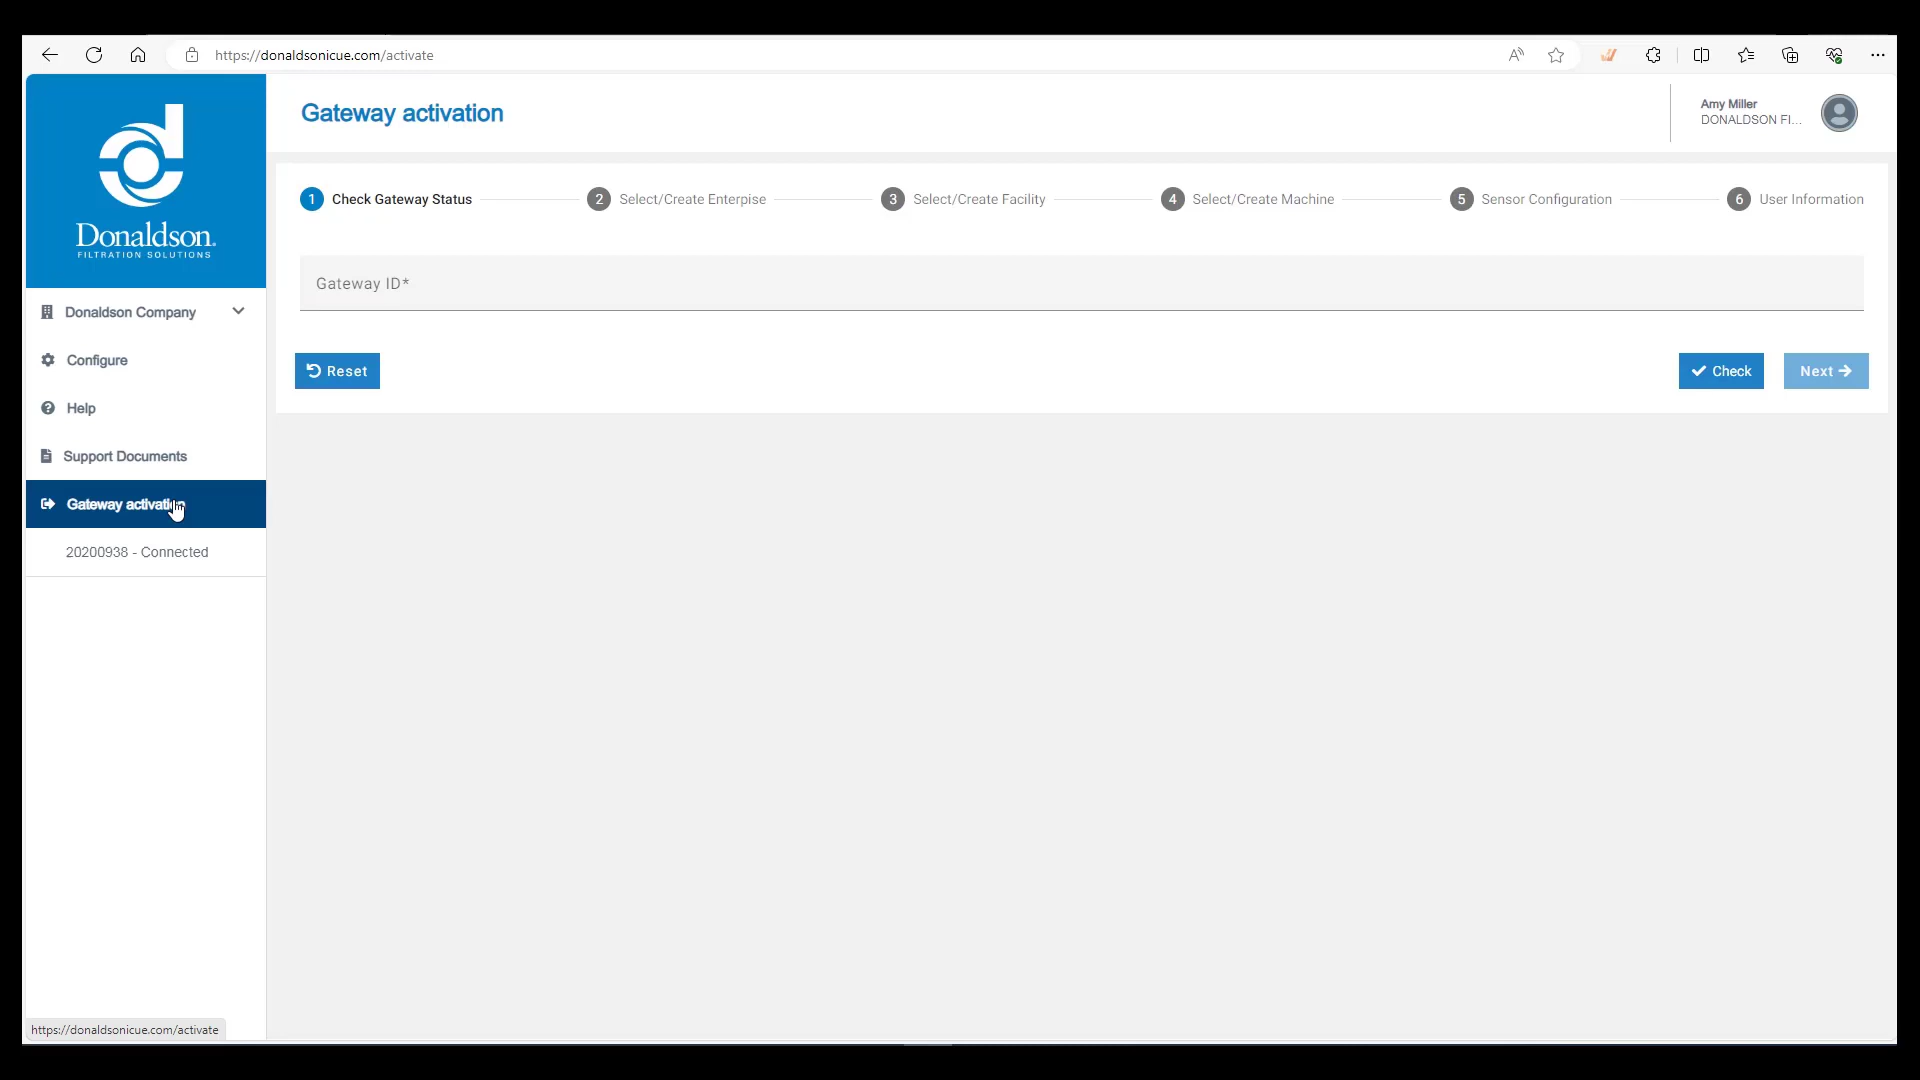 https://donaldsonicue.com/activate
Donaldson.
FILTRATION SOLUTIONS
Gateway activation
Amy Miller
DONALDSON FI...
1 Check Gateway Status
2 Select/Create Enterpise
3 Select/Create Facility
4 Select/Create Machine
5 Sensor Configuration
6 User Information
Gateway ID*
Reset
Check
Next
Donaldson Company
Configure
Help
Support Documents
Gateway activation
20200938 - Connected
https://donaldsonicue.com/activate